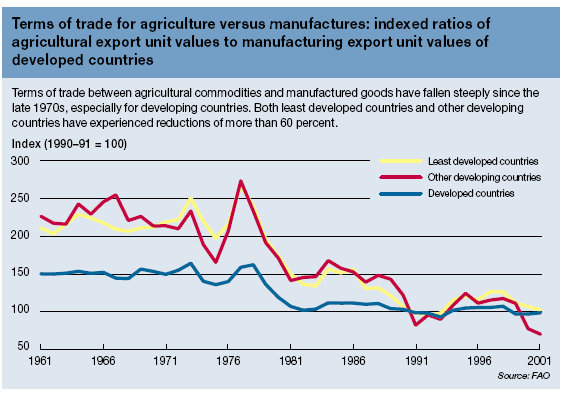 Terms of trade for agriculture versus manufactures: indexed ratios of
agricultural export unit values to manufacturing export unit values of
developed countries
Terms of trade between agricultural commodities and manufactured goods have fallen steeply since the
late 1970s, especially for developing countries. Both least developed countries and other developing
countries have experienced reductions of more than 60 percent.
Index (1990–91 = 100)
300
250
200
150
100
50
Least developed countries
Other developing countries
Developed countries
1961 1966 1971 1976 1981 1986 1991 1996 2001
Source: FAO